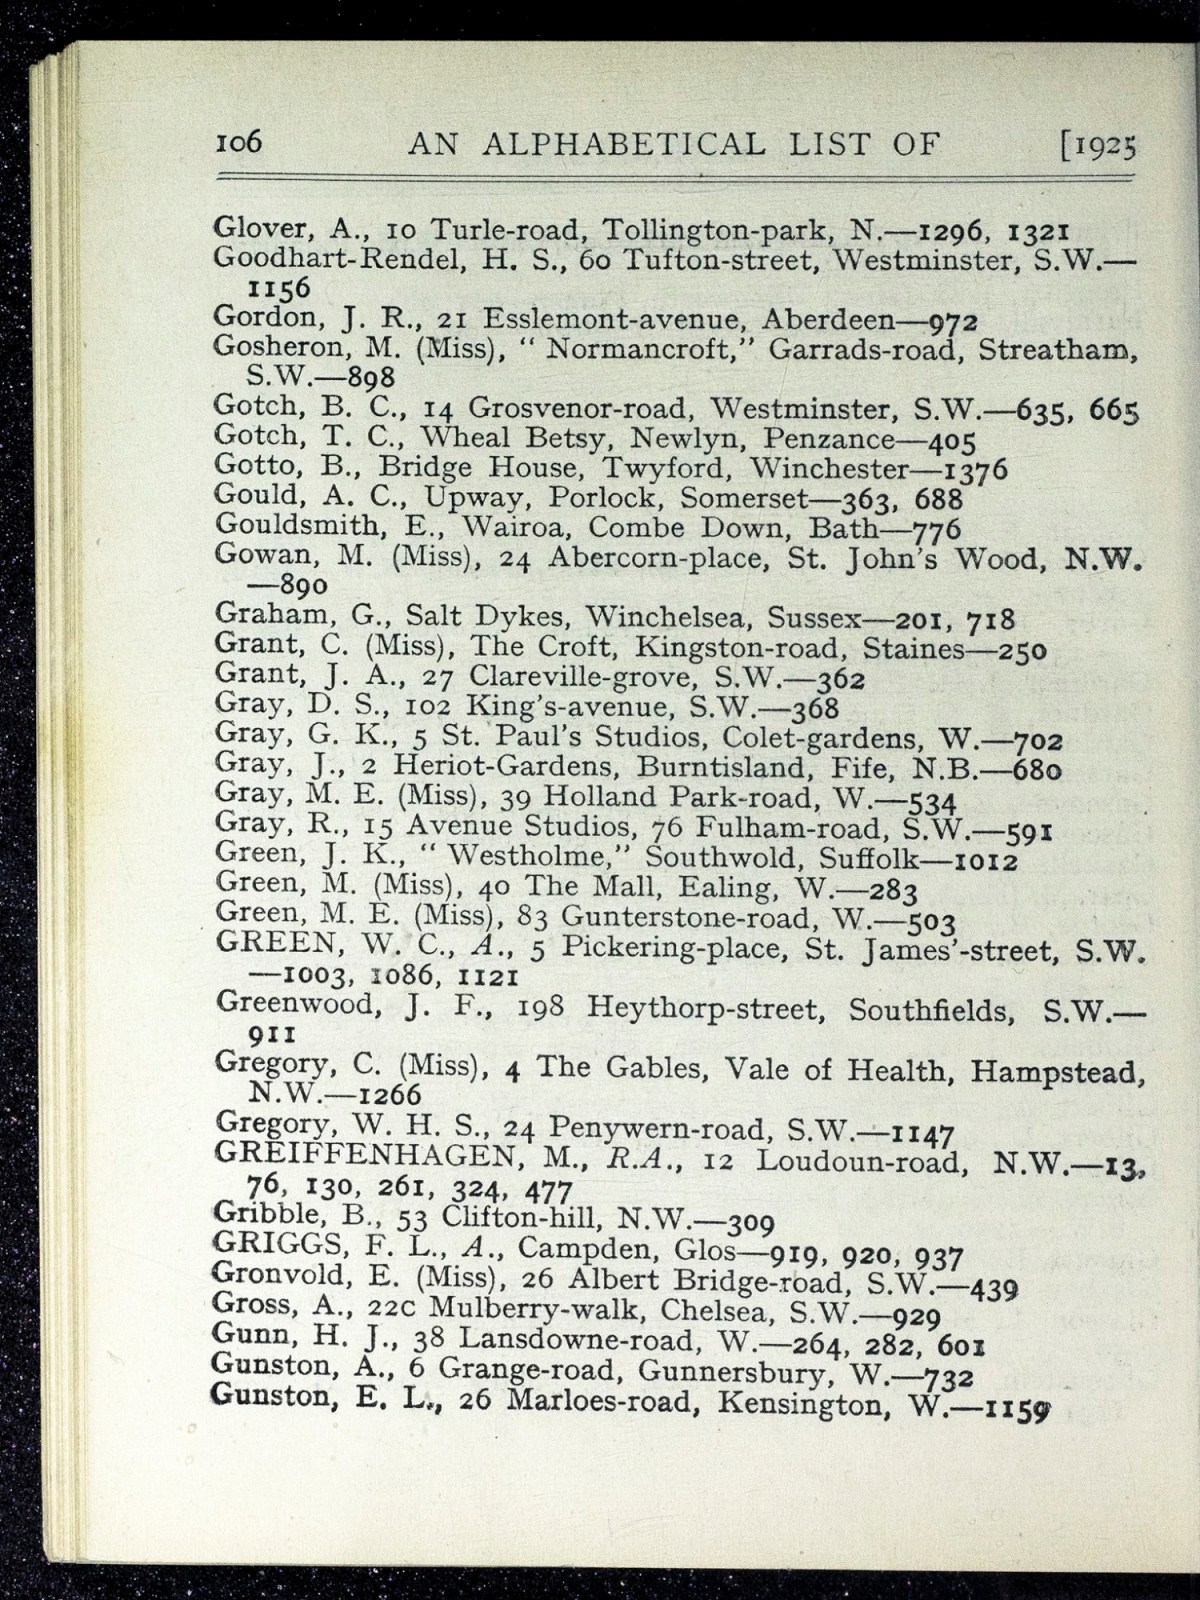 106 AN ALPHABETICAL LIST OF [1925
Glover, A., 10 Turle-road, Tollington-park, N.—1296, 1321
Goodhart-Rendel, H. S., 60 Tufton-street, Westminster, S.W.—
1156
Gordon, J. R., 21 Esslemont-avenue, Aberdeen—972
Gosheron, M. (Miss), “ Normancroft,” Garrads-road, Streatham,
S.W.—898
Gotch, B. C., 14 Grosvenor-road, Westminster, S.W.—635, 665
Gotch, T. C., Wheal Betsy, Newlyn, Penzance—405
Gotto, B., Bridge House, Twyford, Winchester—1376
Gould, A. C., Upway, Porlock, Somerset—363, 688
Gouldsmith, E., Wairoa, Combe Down, Bath—776
Gowan, M. (Miss), 24 Abercorn-place, St. John's Wood, N.W.
—890
Graham, G., Salt Dykes, Winchelsea, Sussex—201, 718
Grant, C. (Miss), The Croft, Kingston-road, Staines—250
Grant, J. A., 27 Clareville-grove, S.W.—362
Gray, D. S., 102 King's-avenue, S.W.—368
Gray, G. K., 5 St. Paul's Studios, Colet-gardens, W.—702
Gray, J., 2 Heriot-Gardens, Burntisland, Fife, N.B.—680
Gray, M. E. (Miss), 39 Holland Park-road, W.—534
Gray, R., 15 Avenue Studios, 76 Fulham-road, S.W.—591
Green, J. K., “ Westholme,” Southwold, Suffolk—1012
Green, M. (Miss), 40 The Mall, Ealing, W.—283
Green, M. E. (Miss), 83 Gunterstone-road, W.—503
GREEN, W. C., A., 5 Pickering-place, St. James'-street, S.W.
—1003, 1086, 1121
Greenwood, J. F., 198 Heythorp-street, Southfields, S.W.—
911
Gregory, C. (Miss), 4 The Gables, Vale of Health, Hampstead,
N.W.—1266
Gregory, W. H. S., 24 Penywern-road, S.W.—1147
GREIFFENHAGEN, M., R.A., 12 Loudoun-road, N.W.—13,
76, 130, 261, 324, 477
Gribble, B., 53 Clifton-hill, N.W.—309
GRIGGS, F. L., A., Campden, Glos—919, 920, 937
Gronvold, E. (Miss), 26 Albert Bridge-road, S.W.—439
Gross, A., 22C Mulberry-walk, Chelsea, S.W.—929
Gunn, H. J., 38 Lansdowne-road, W.—264, 282, 601
Gunston, A., 6 Grange-road, Gunnersbury, W.—732
Gunston, E. L., 26 Marloes-road, Kensington, W.—1159